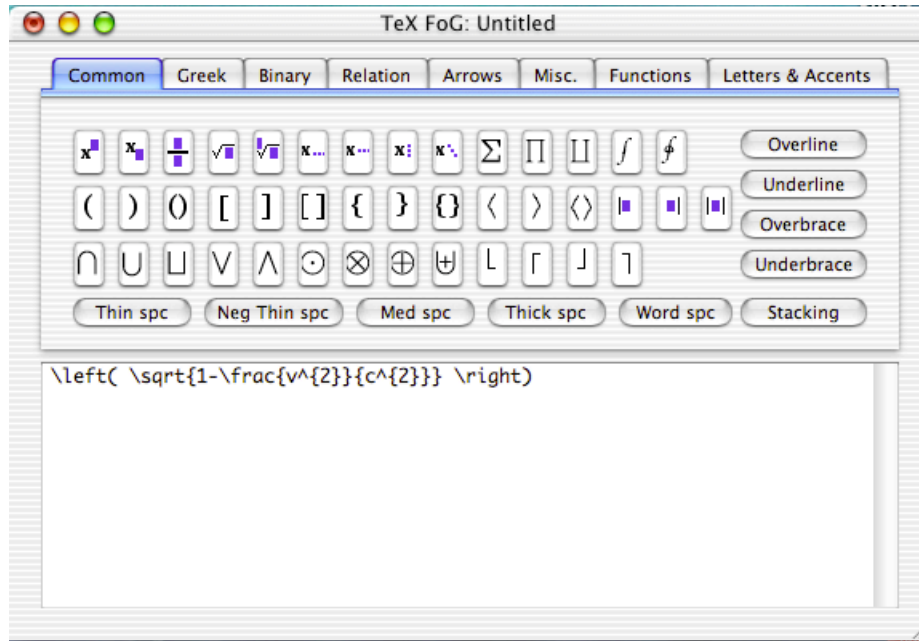 TeX FoG: Untitled
Common Greek Binary Relation Arrows Misc. Functions Letters & Accents
x x √ √ x... x... x x ∑ ∏ ∐ ∫ ∮ Overline
Underline
( ) () [ ] [ ] { } {} ⟨ ⟩ ⟨⟩ | | ||
Overbrace
∩ ∪ ⊔ ∨ ∧ ⊙ ⊗ ⊕ ⊎ ⌊ ⌈ ⌋ ⌉ Underbrace
Thin spc Neg Thin spc Med spc Thick spc Word spc Stacking
\left( \sqrt{1-\frac{v^{2}}{c^{2}}} \right)